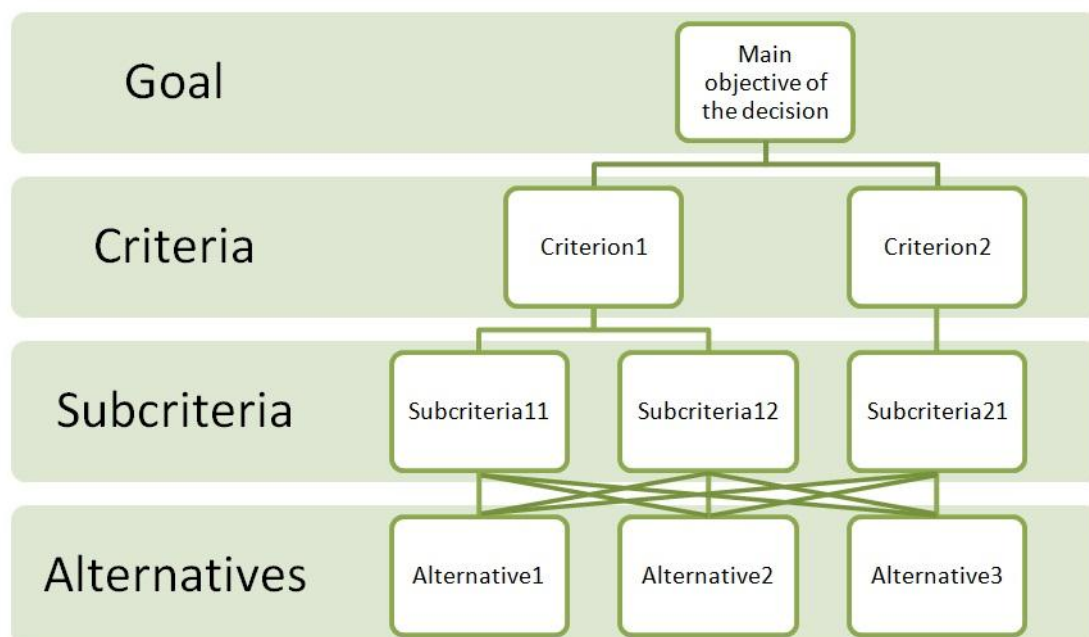 Goal
Main
objective of
the decision
Criteria
Criterion1
Criterion2
Subcriteria
Subcriteria11
Subcriteria12
Subcriteria21
Alternatives
Alternative1
Alternative2
Alternative3